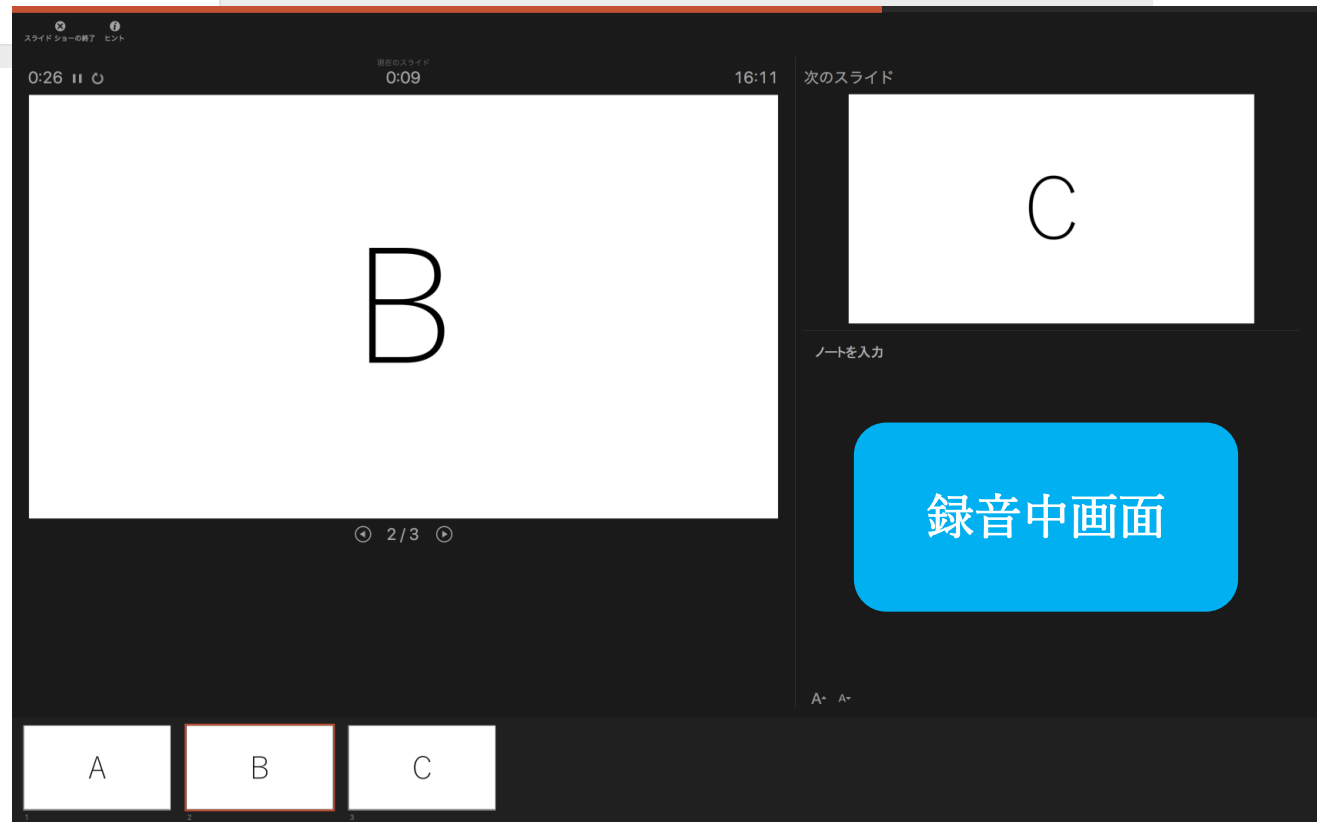 スライド ショーの終了 ヒント
現在のスライド
0:26 0:09 16:11
次のスライド
B
C
ノートを入力
録音中画面
2/3
A A
A B C
1 2 3